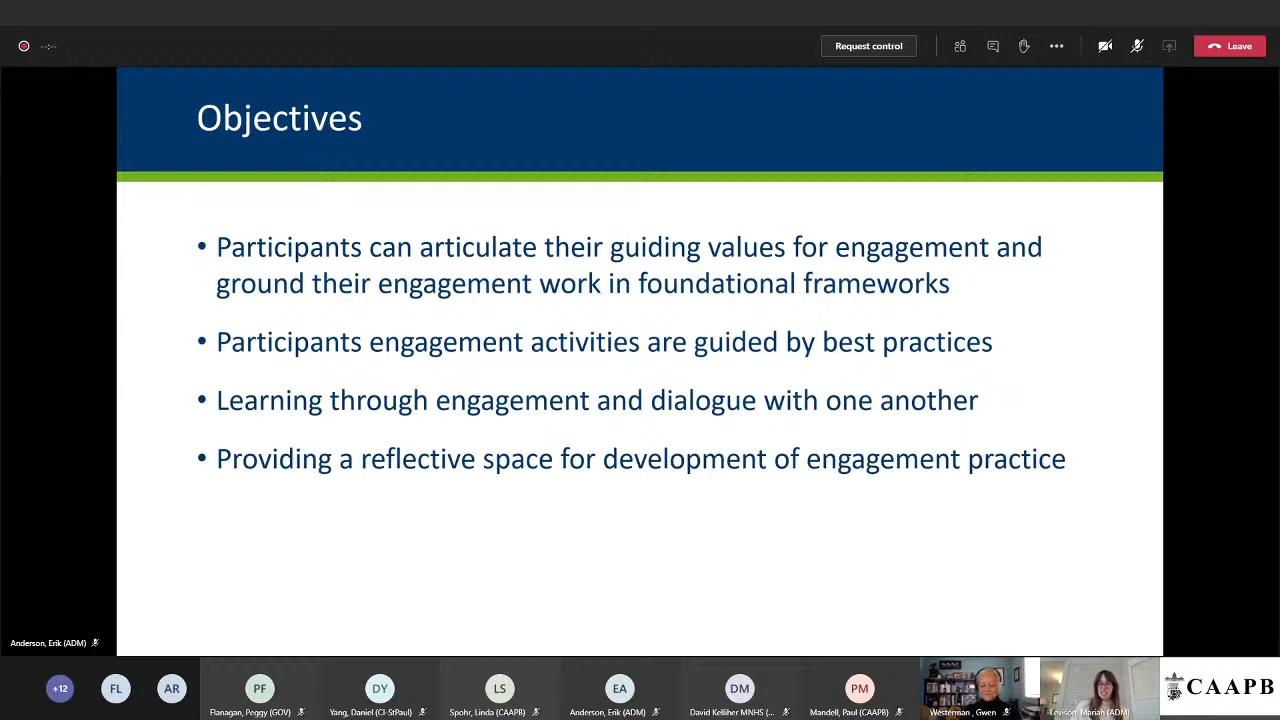 --:--
Request control
Leave
Objectives
• Participants can articulate their guiding values for engagement and
ground their engagement work in foundational frameworks
• Participants engagement activities are guided by best practices
• Learning through engagement and dialogue with one another
• Providing a reflective space for development of engagement practice
Anderson, Erik (ADM)
+12
FL
AR
PF
DY
LS
EA
DM
PM
CAAPB
Flanagan, Peggy (GOV)
Yang, Daniel (CI-StPaul)
Spohr, Linda (CAAPB)
Anderson, Erik (ADM)
David Kelliher MNHS (...
Mandell, Paul (CAAPB)
Westerman , Gwen
Levison, Mariah (ADM)